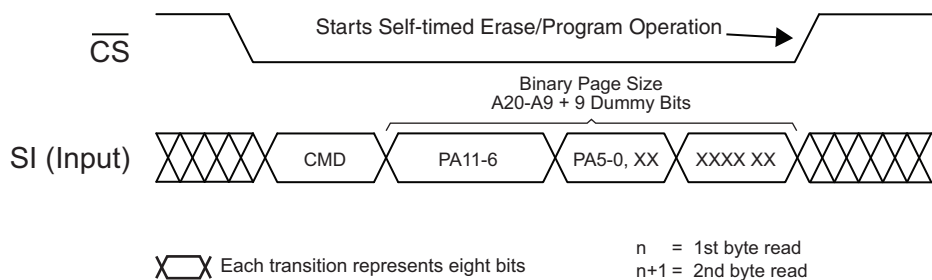 Starts Self-timed Erase/Program Operation
CS
Binary Page Size
A20-A9 + 9 Dummy Bits
SI (Input)
CMD
PA11-6
PA5-0, XX
XXXX XX
Each transition represents eight bits
n = 1st byte read
n+1 = 2nd byte read